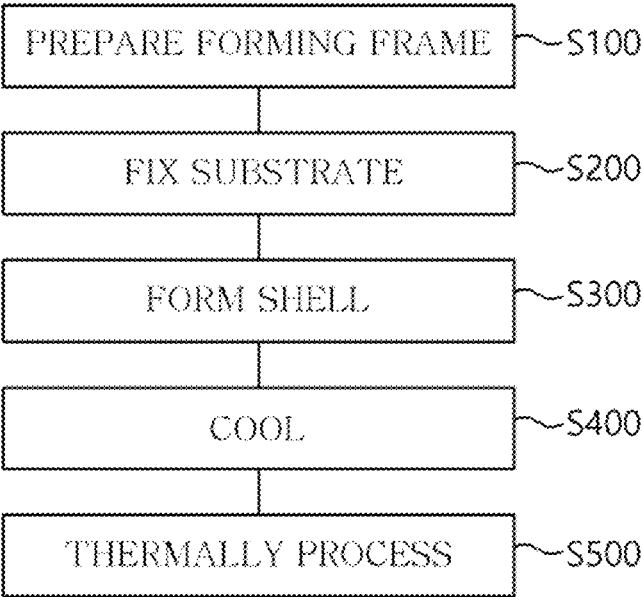 PREPARE FORMING FRAME S100
FIX SUBSTRATE S200
FORM SHELL S300
COOL S400
THERMALLY PROCESS S500